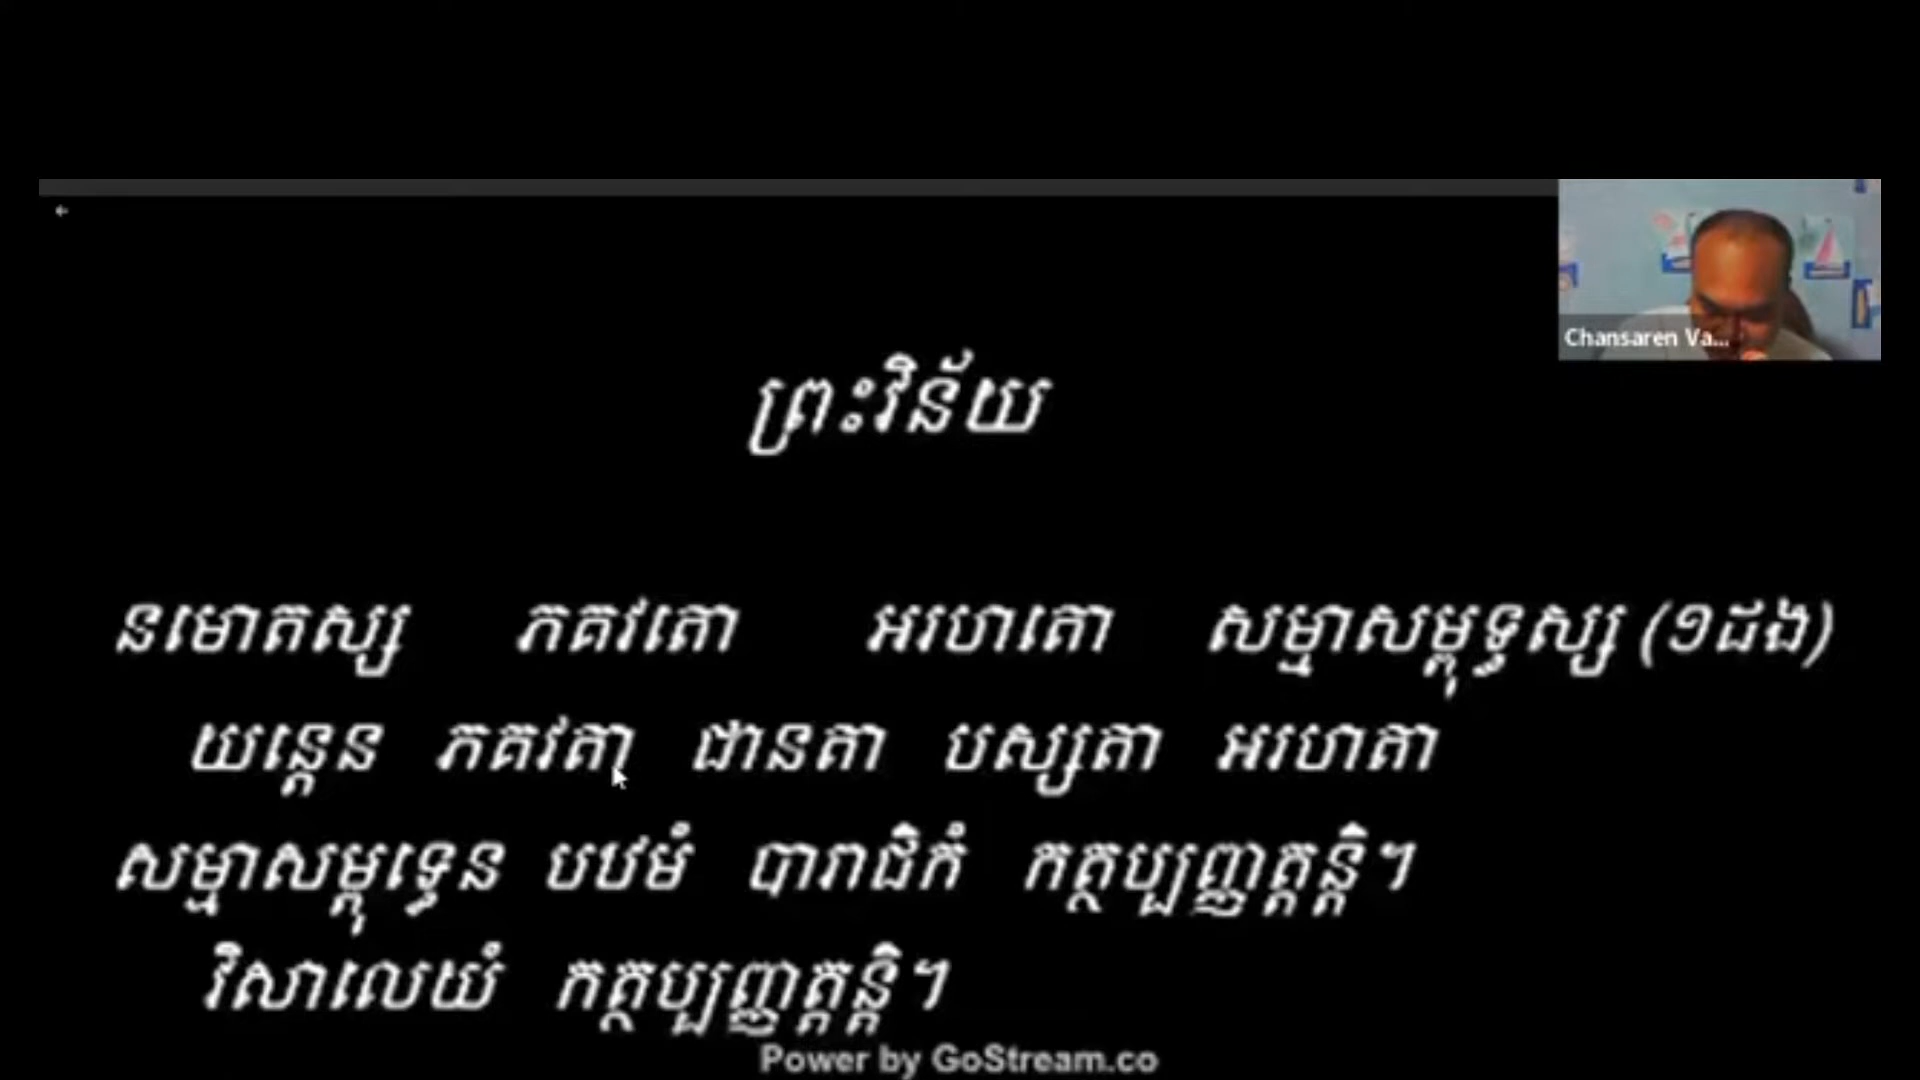 Chansaren Va...
ព្រះវិន័យ
នមោតស្ស ភគវតោ អរហតោ សម្មាសម្ពុទ្ធស្ស (១ដង)
យន្តេន ភគវតា ជានតា បស្សតា អរហតា
សម្មាសម្ពុទ្ធេន បឋមំ បារាជិកំ កត្ថប្បញ្ញត្តន្តិ។
វិសាលេយំ កត្ថប្បញ្ញត្តន្តិ។
Power by GoStream.co